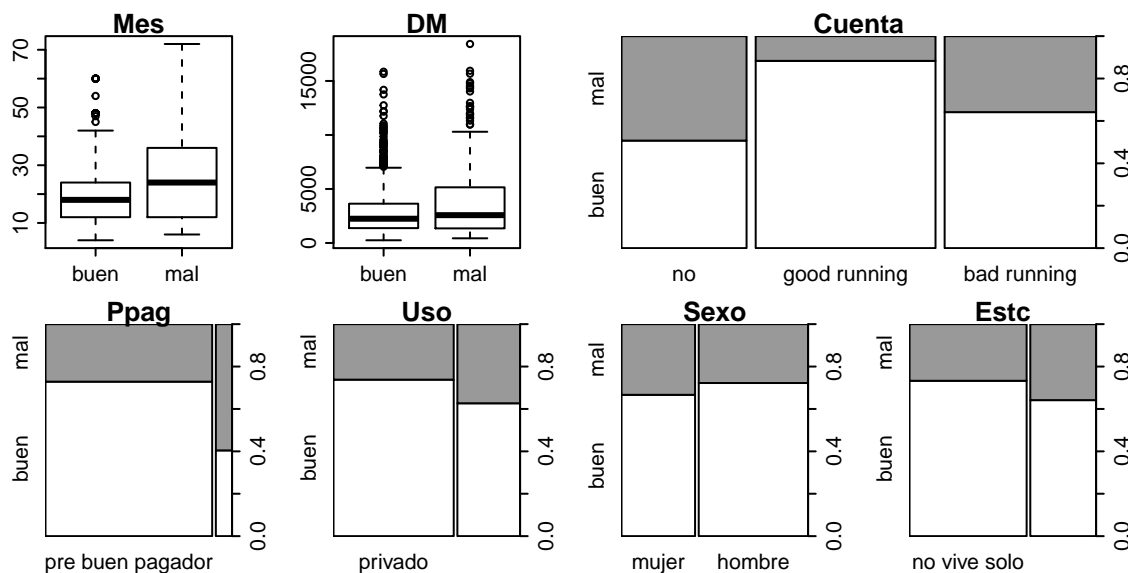 Mes
70
50
30
10
buen
mal
DM
15000
5000
0
buen
mal
Cuenta
mal
buen
0.8
0.4
0.0
no
good running
bad running
Ppag
mal
buen
0.8
0.4
0.0
pre buen pagador
Uso
mal
buen
0.8
0.4
0.0
privado
Sexo
mal
buen
0.8
0.4
0.0
mujer
hombre
Estc
mal
buen
0.8
0.4
0.0
no vive solo